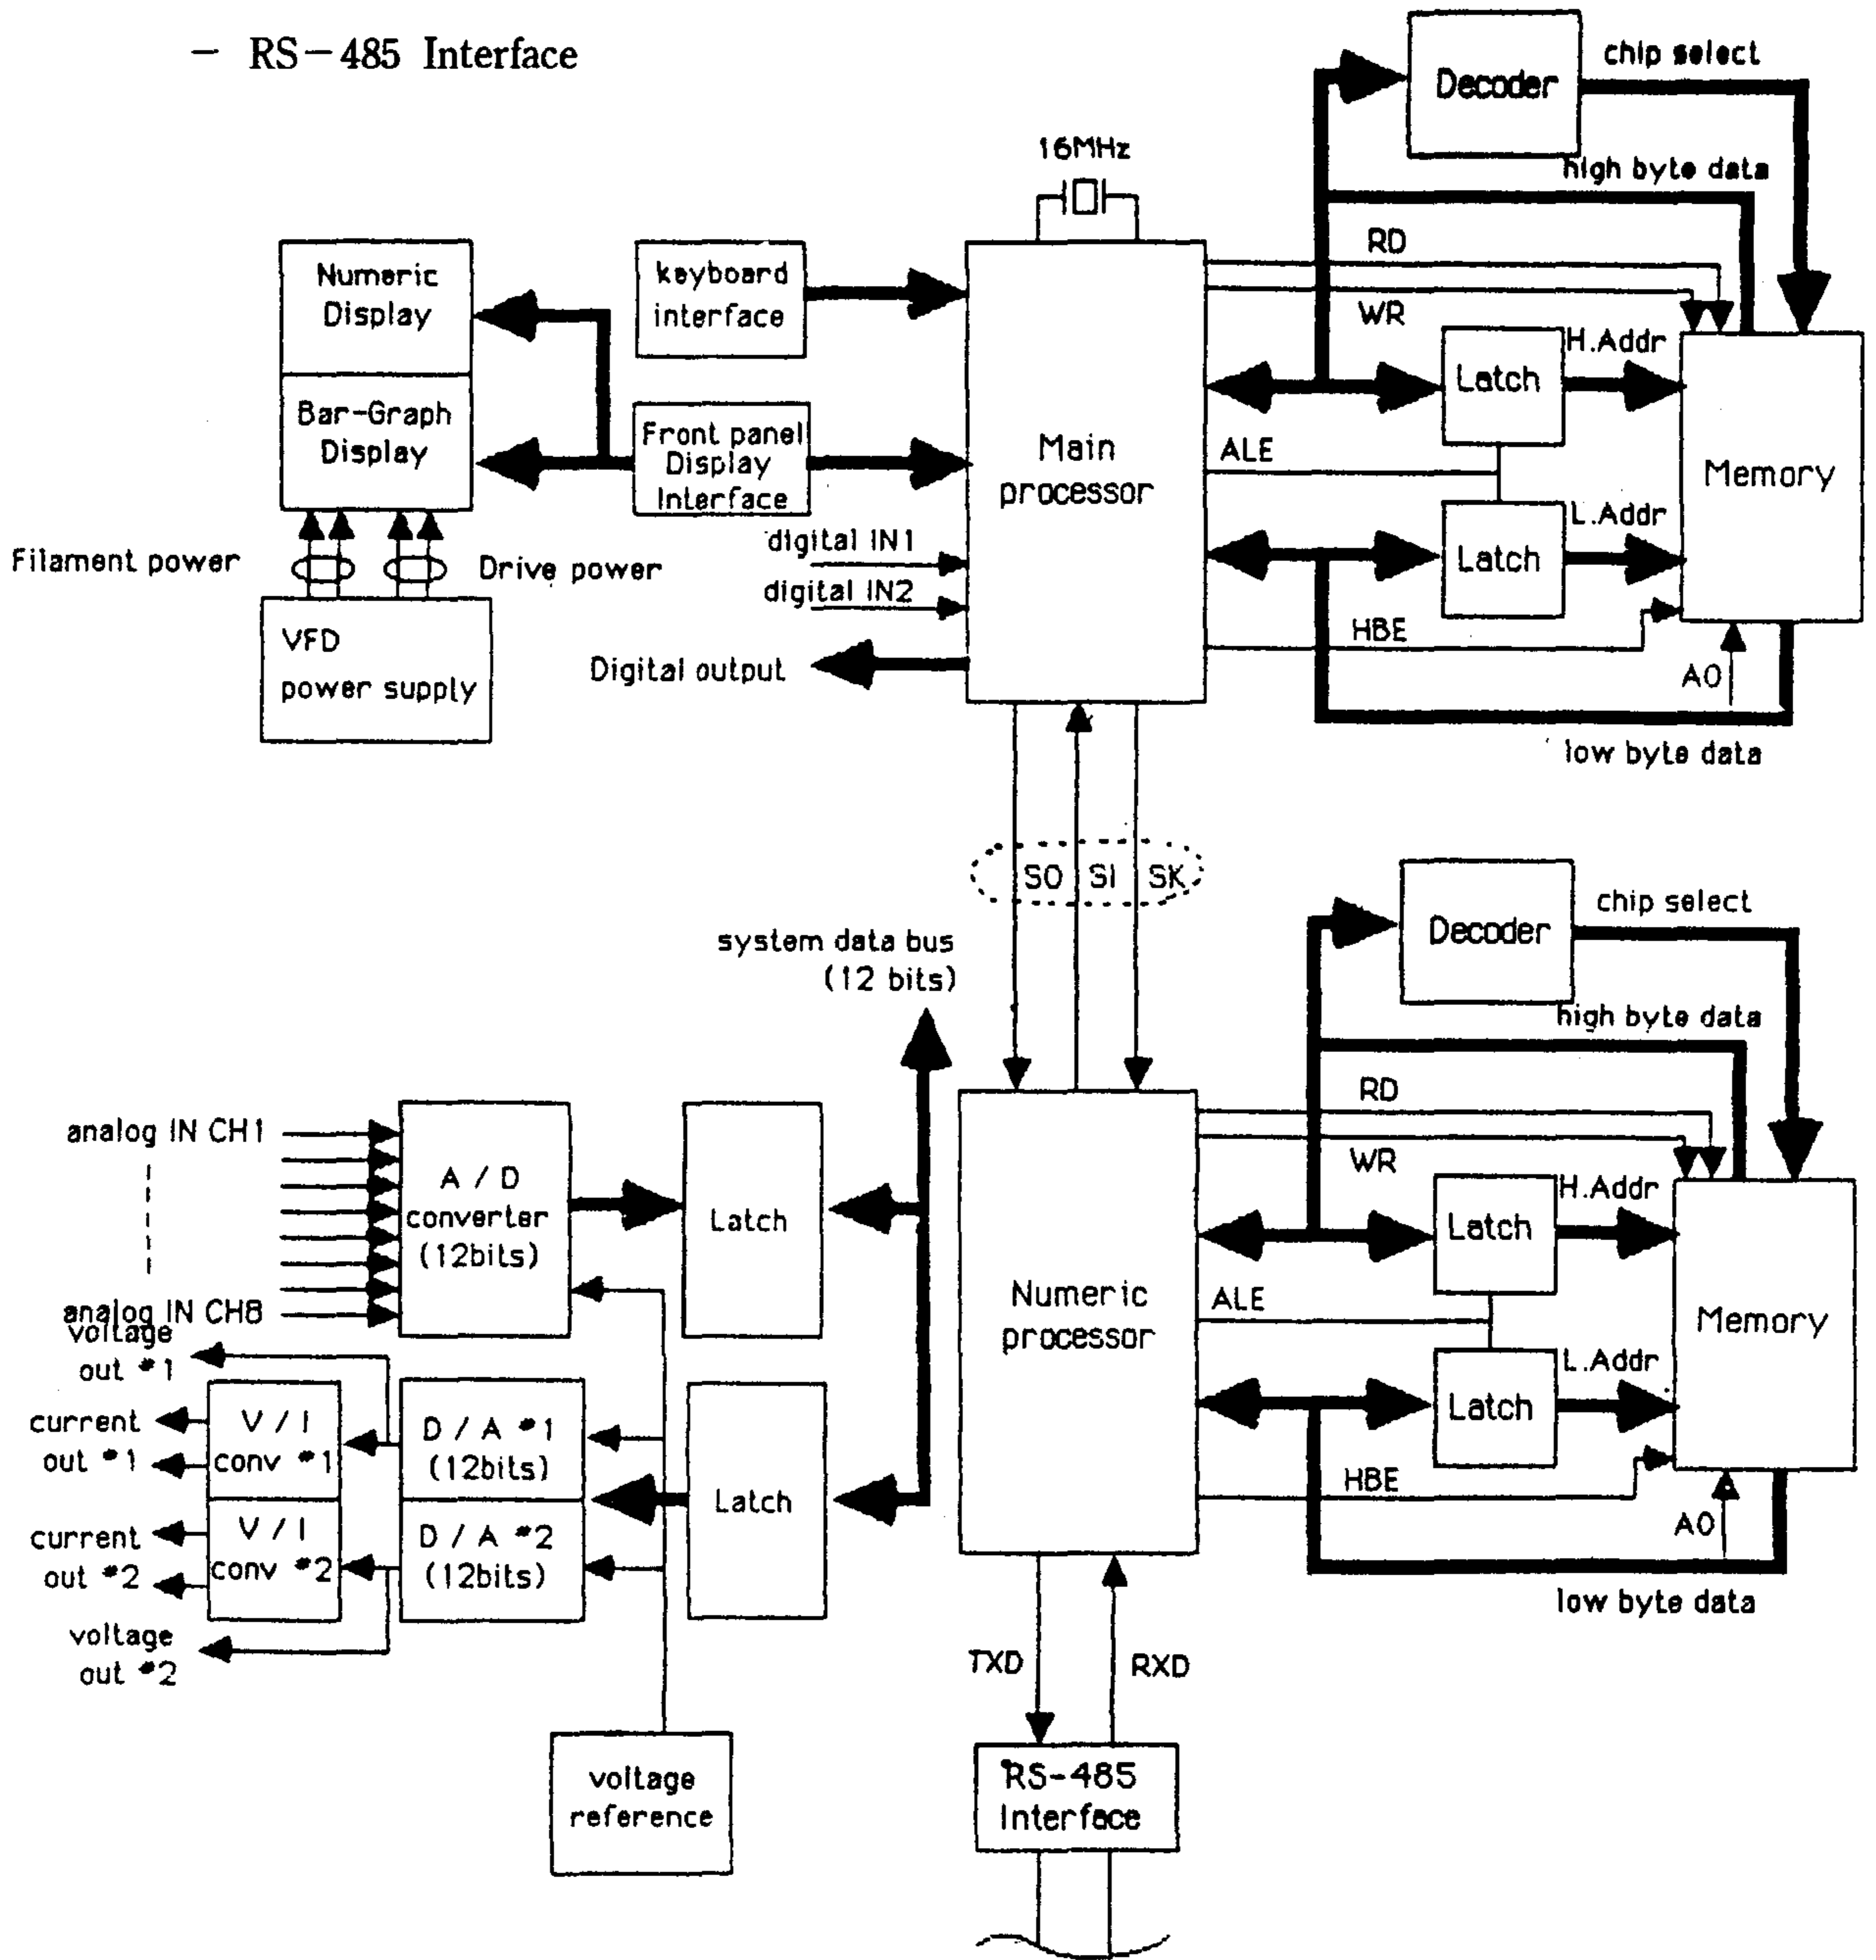 - RS-485 Interface
Decoder
chip select
16MHz
high byte data
Numeric
Display
keyboard
interface
RD
WR
H.Addr
Latch
Bar-Graph
Display
Front panel
Display
Interface
Main
processor
ALE
Memory
L.Addr
Latch
digital IN1
digital IN2
Filament power
Drive power
HBE
VFD
power supply
Digital output
A0
low byte data
SO
SI
SK
Decoder
chip select
system data bus
(12 bits)
high byte data
RD
WR
analog IN CH1
A / D
converter
(12bits)
Latch
H.Addr
Latch
Numeric
processor
ALE
Memory
analog IN CH8
voltage
out #1
L.Addr
Latch
current
out #1
V / I
conv #1
D / A #1
(12bits)
Latch
HBE
current
out #2
V / I
conv #2
D / A #2
(12bits)
A0
low byte data
voltage
out #2
TXD
RXD
voltage
reference
RS-485
Interface